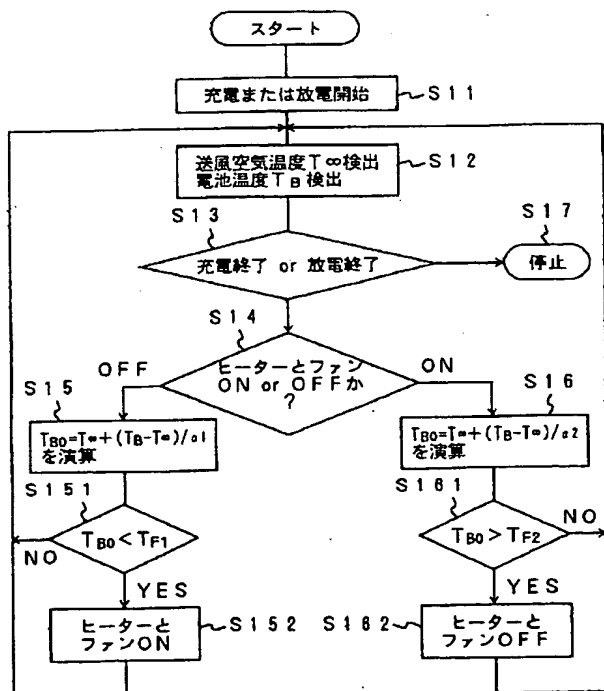 スタート
充電または放電開始
S11
送風空気温度T∞検出
電池温度TB検出
S12
S13
充電終了 or 放電終了
S17
停止
S14
ヒーターとファン
ON or OFFか
?
OFF
ON
S15
TB0=T∞+(TB-T∞)/α1
を演算
S16
TB0=T∞+(TB-T∞)/α2
を演算
S151
TB0<TF1
NO
YES
S161
TB0>TF2
NO
YES
ヒーターと
ファンON
S152
S162
ヒーターと
ファンOFF